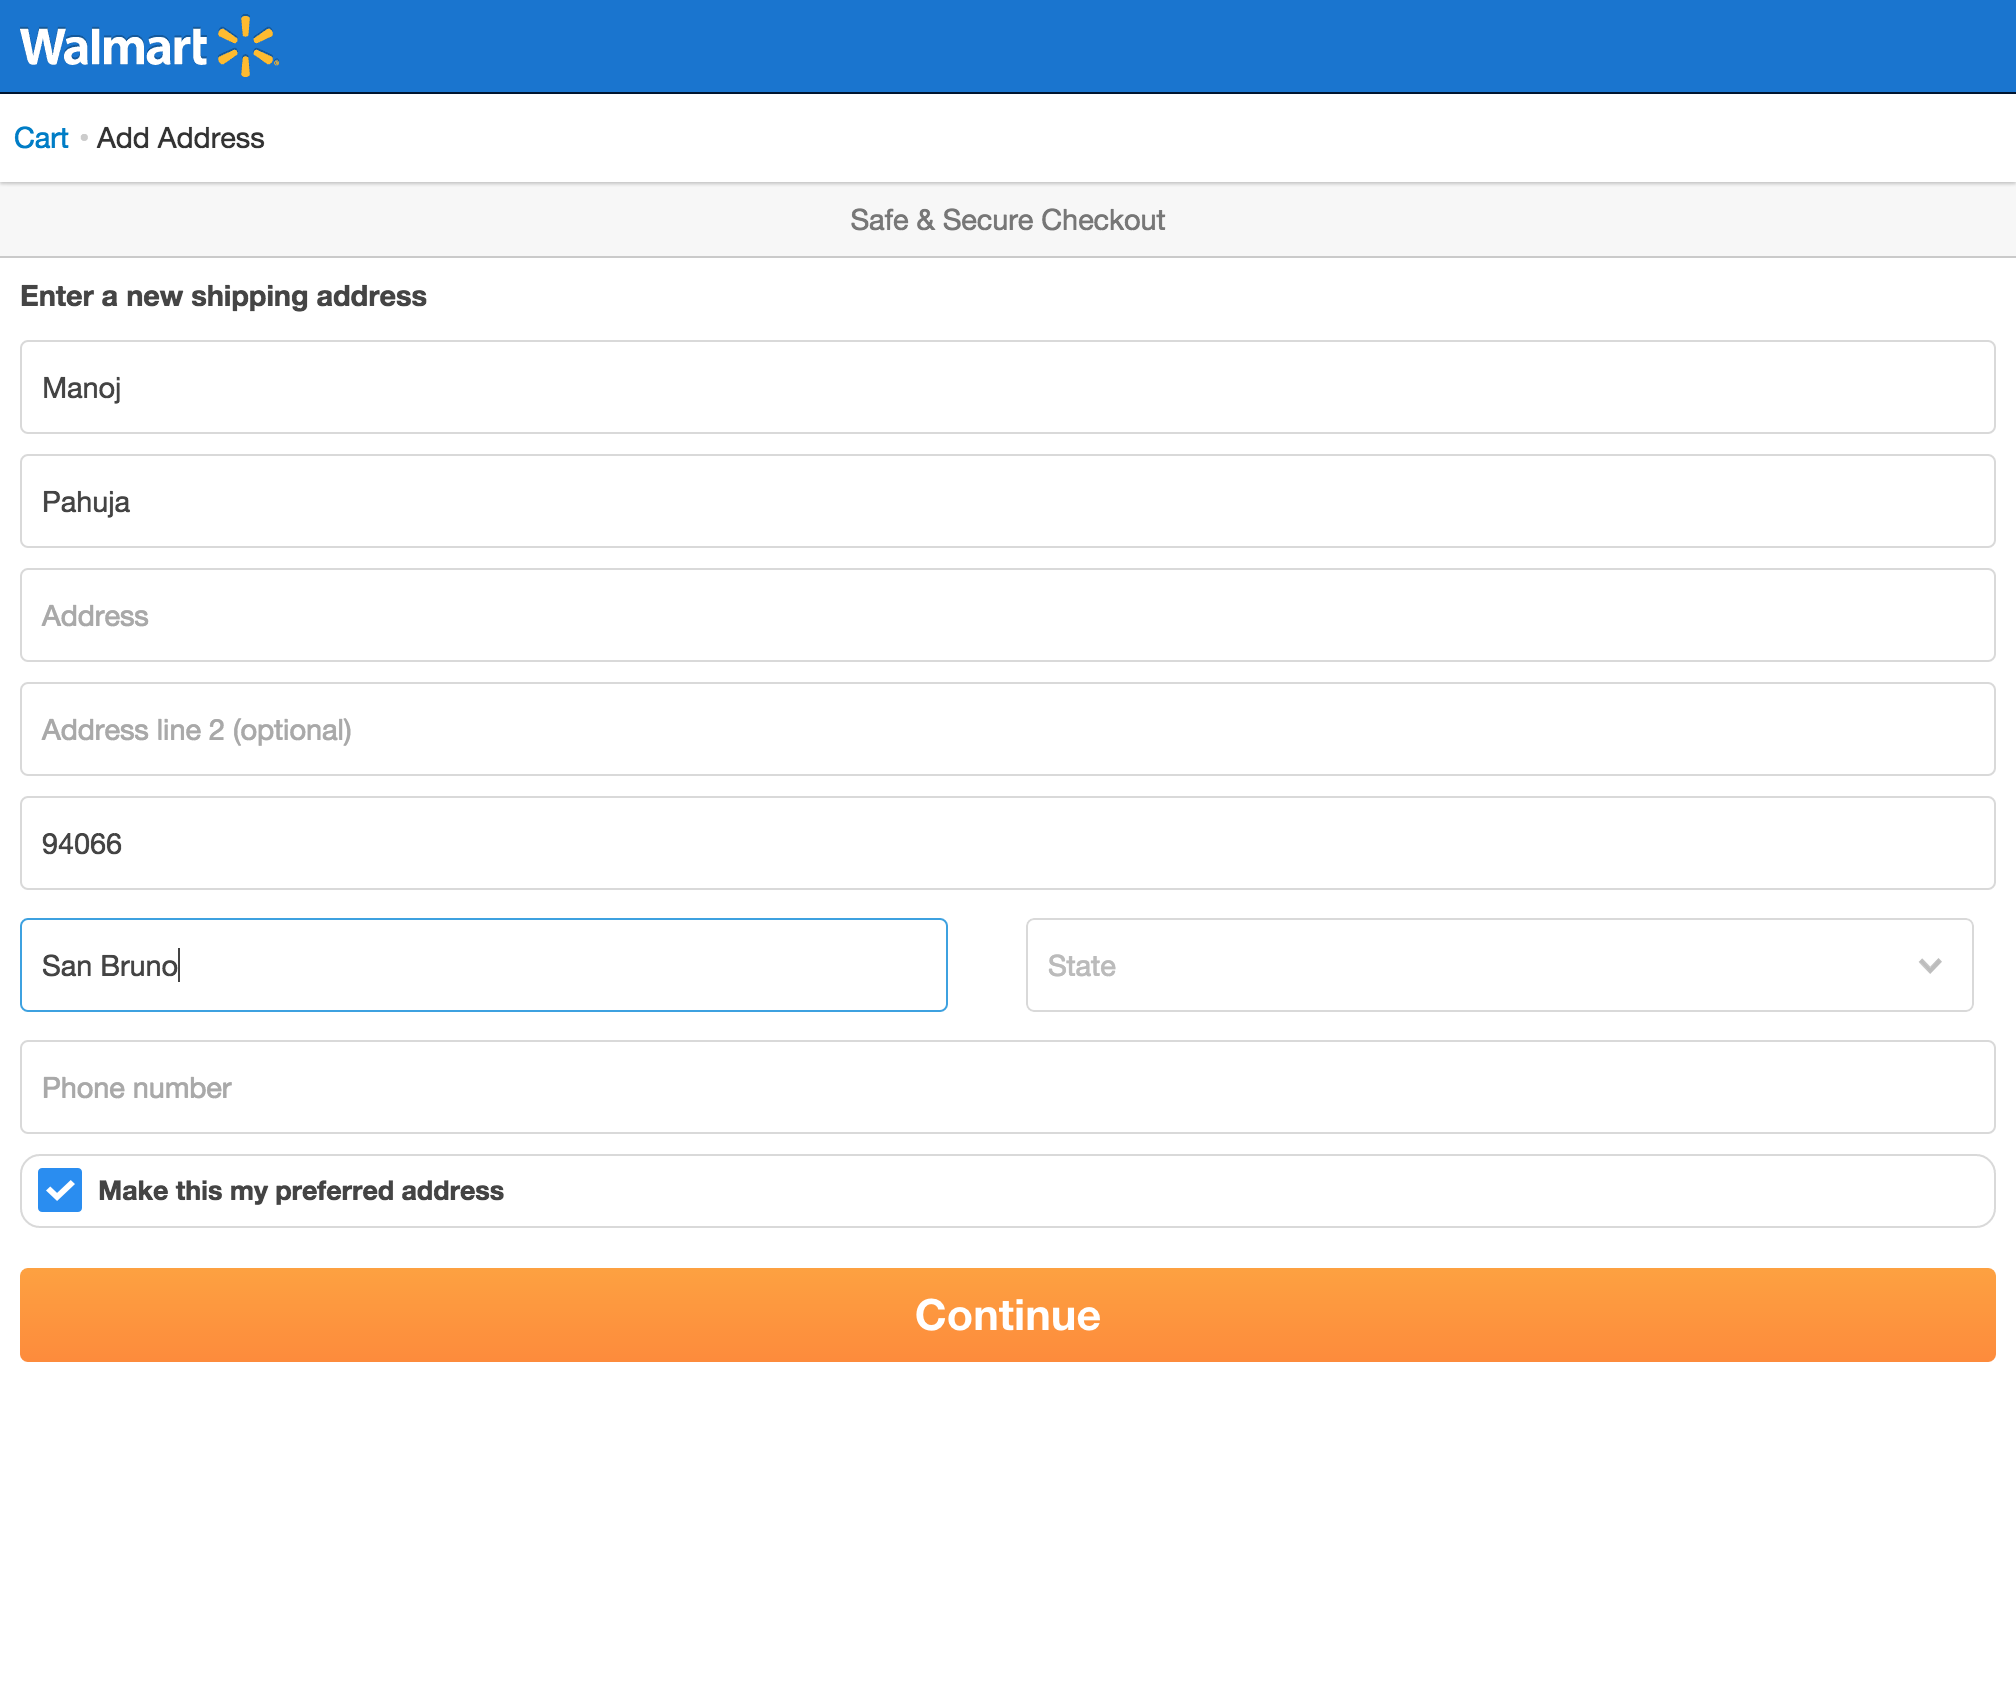 Walmart
Cart • Add Address
Safe & Secure Checkout
Enter a new shipping address
Manoj
Pahuja
Address
Address line 2 (optional)
94066
San Bruno
State
Phone number
Make this my preferred address
Continue